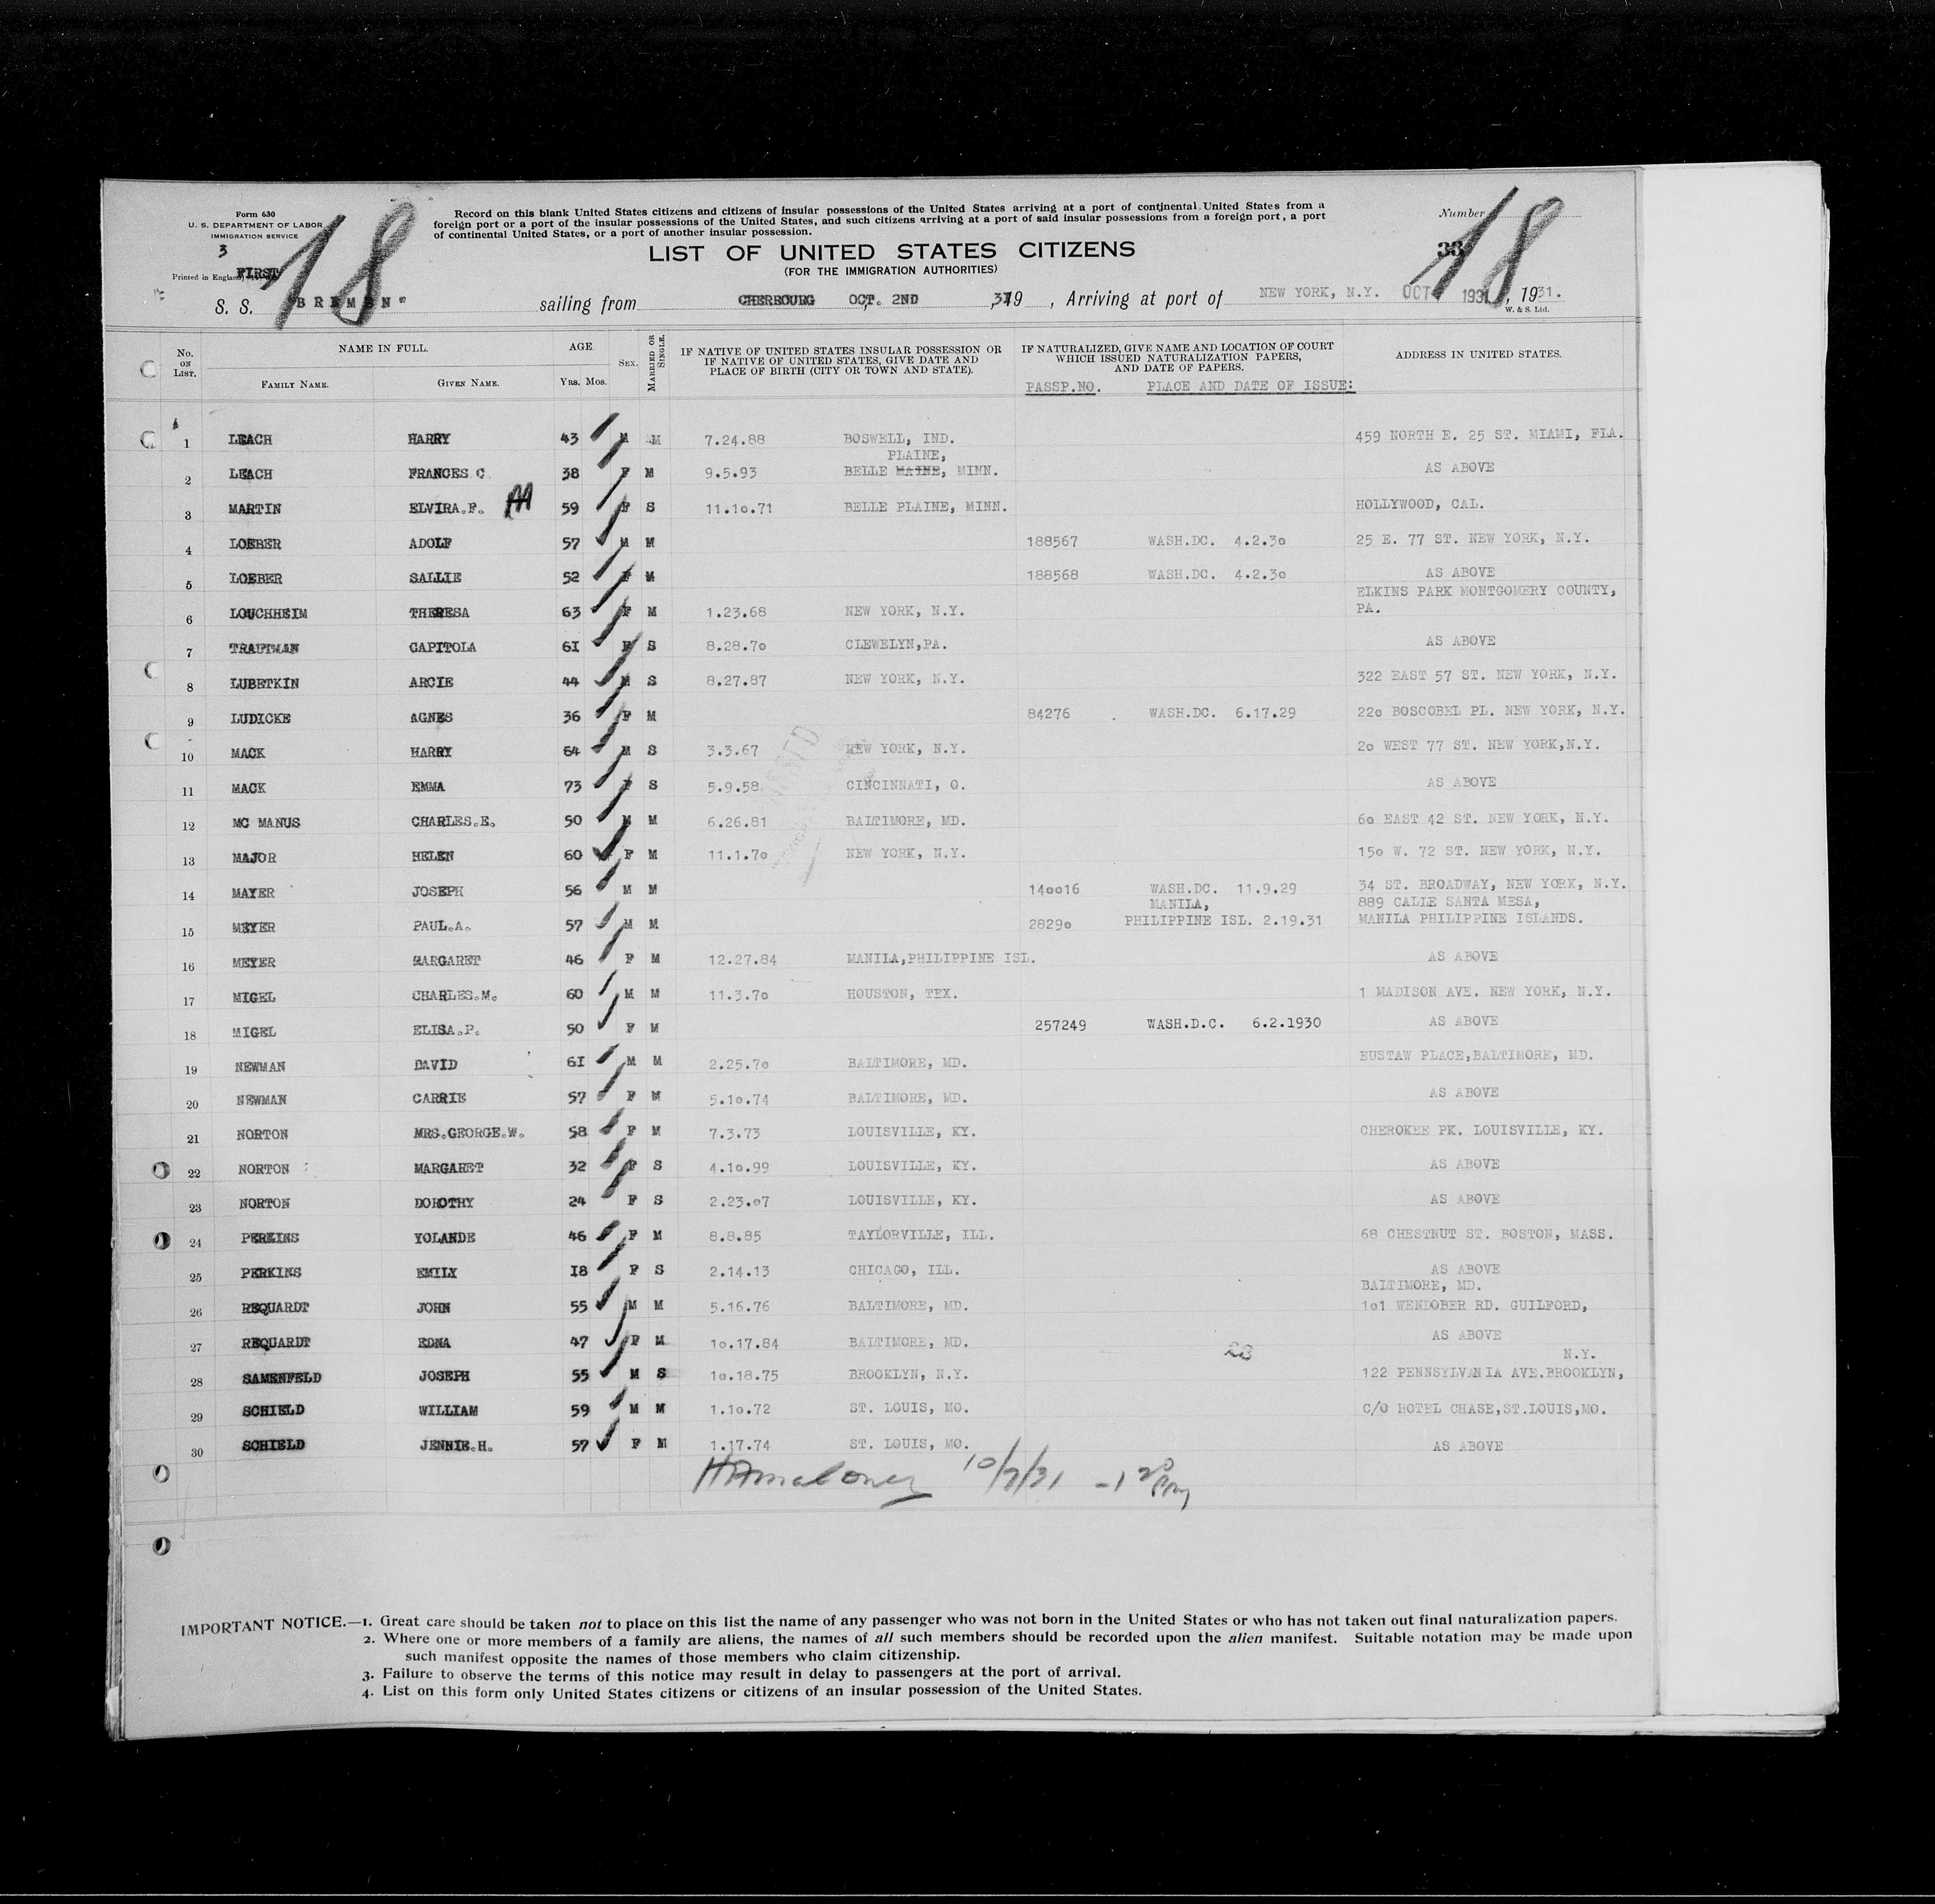 Form 630
U. S. DEPARTMENT OF LABOR
IMMIGRATION SERVICE
3
FIRST
Printed in England
18
Record on this blank United States citizens and citizens of insular possessions of the United States arriving at a port of continental United States from a
foreign port or a port of the insular possessions of the United States, and such citizens arriving at a port of said insular possessions from a foreign port, a port
of continental United States, or a port of another insular possession.
LIST OF UNITED STATES CITIZENS
(FOR THE IMMIGRATION AUTHORITIES)
Number
18
S. S. "BREMEN" sailing from CHERBOURG OCT. 2ND , 19 , Arriving at port of NEW YORK, N.Y. OCT 1931, 1931.
W. & S. Ltd.
No. ON LIST. NAME IN FULL. AGE SEX. MARRIED OR SINGLE. IF NATIVE OF UNITED STATES INSULAR POSSESSION OR IF NATIVE OF UNITED STATES, GIVE DATE AND PLACE OF BIRTH (CITY OR TOWN AND STATE). IF NATURALIZED, GIVE NAME AND LOCATION OF COURT WHICH ISSUED NATURALIZATION PAPERS, AND DATE OF PAPERS. ADDRESS IN UNITED STATES.
FAMILY NAME. GIVEN NAME. Yrs. Mos. PASSP.NO. PLACE AND DATE OF ISSUE:
1 LEACH HARRY 43 M M 7.24.88 BOSWELL, IND. 459 NORTH E. 25 ST. MIAMI, FLA.
PLAINE,
2 LEACH FRANCES C. 38 F M 9.5.93 BELLE MAINE, MINN. AS ABOVE
3 MARTIN ELVIRA.F. 59 F S 11.10.71 BELLE PLAINE, MINN. HOLLYWOOD, CAL.
4 LOEBER ADOLF 57 M M 188567 WASH.DC. 4.2.30 25 E. 77 ST. NEW YORK, N.Y.
5 LOEBER SALLIE 52 F M 188568 WASH.DC. 4.2.30 AS ABOVE
ELKINS PARK MONTGOMERY COUNTY,
6 LOUCHHEIM THERESA 63 F M 1.23.68 NEW YORK, N.Y. PA.
7 TRAUTMAN CAPITOLA 61 F S 8.28.70 CLEWELYN,PA. AS ABOVE
8 LUBETKIN ARCIE 44 M S 8.27.87 NEW YORK, N.Y. 322 EAST 57 ST. NEW YORK, N.Y.
9 LUDICKE AGNES 36 F M 84276 WASH.DC. 6.17.29 220 BOSCOBEL PL. NEW YORK, N.Y.
10 MACK HARRY 64 M S 3.3.67 NEW YORK, N.Y. 20 WEST 77 ST. NEW YORK,N.Y.
11 MACK EMMA 73 F S 5.9.58 CINCINNATI, O. AS ABOVE
12 MC MANUS CHARLES.E. 50 M M 6.26.81 BALTIMORE, MD. 60 EAST 42 ST. NEW YORK, N.Y.
13 MAJOR HELEN 60 F M 11.1.70 NEW YORK, N.Y. 150 W. 72 ST. NEW YORK, N.Y.
14 MAYER JOSEPH 56 M M 140016 WASH.DC. 11.9.29 34 ST. BROADWAY, NEW YORK, N.Y.
MANILA, 889 CALLE SANTA MESA,
15 MEYER PAUL.A. 57 M M 28290 PHILIPPINE ISL. 2.19.31 MANILA PHILIPPINE ISLANDS.
16 MEYER MARGARET 46 F M 12.27.84 MANILA,PHILIPPINE ISL. AS ABOVE
17 MIGEL CHARLES.M. 60 M M 11.3.70 HOUSTON, TEX. 1 MADISON AVE. NEW YORK, N.Y.
18 MIGEL ELISA.P. 50 F M 257249 WASH.D.C. 6.2.1930 AS ABOVE
19 NEWMAN DAVID 61 M M 2.25.70 BALTIMORE, MD. EUSTAW PLACE,BALTIMORE, MD.
20 NEWMAN CARRIE 57 F M 5.10.74 BALTIMORE, MD. AS ABOVE
21 NORTON MRS.GEORGE.W. 58 F M 7.3.73 LOUISVILLE, KY. CHEROKEE PK. LOUISVILLE, KY.
22 NORTON MARGARET 32 F S 4.10.99 LOUISVILLE, KY. AS ABOVE
23 NORTON DOROTHY 24 F S 2.23.07 LOUISVILLE, KY. AS ABOVE
24 PERKINS YOLANDE 46 F M 8.8.85 TAYLORVILLE, ILL. 68 CHESTNUT ST. BOSTON, MASS.
25 PERKINS EMILY 18 F S 2.14.13 CHICAGO, ILL. AS ABOVE
BALTIMORE, MD.
26 REQUARDT JOHN 55 M M 5.16.76 BALTIMORE, MD. 101 WENDOBER RD. GUILFORD,
27 REQUARDT EDNA 47 F M 10.17.84 BALTIMORE, MD. AS ABOVE
N.Y.
28 SAMENFELD JOSEPH 55 M S 10.18.75 BROOKLYN, N.Y. 122 PENNSYLVANIA AVE.BROOKLYN,
29 SCHIELD WILLIAM 59 M M 1.10.72 ST. LOUIS, MO. C/O HOTEL CHASE,ST.LOUIS,MO.
30 SCHIELD JENNIE.H. 57 F M 1.17.74 ST. LOUIS, MO. AS ABOVE
IMPORTANT NOTICE.—1. Great care should be taken not to place on this list the name of any passenger who was not born in the United States or who has not taken out final naturalization papers.
2. Where one or more members of a family are aliens, the names of all such members should be recorded upon the alien manifest. Suitable notation may be made upon
such manifest opposite the names of those members who claim citizenship.
3. Failure to observe the terms of this notice may result in delay to passengers at the port of arrival.
4. List on this form only United States citizens or citizens of an insular possession of the United States.